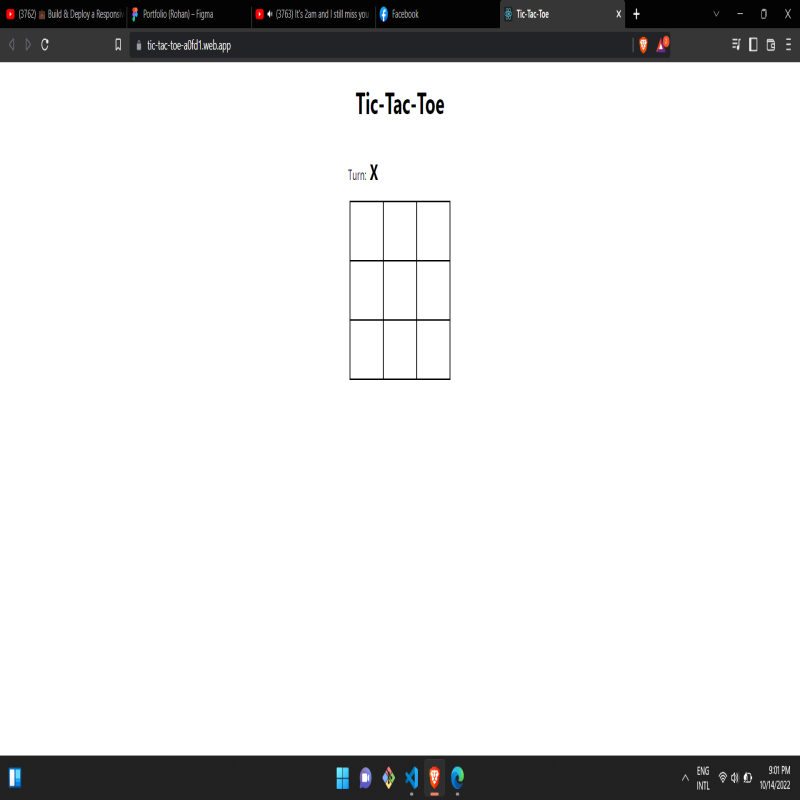 (3762) 💼 Build & Deploy a Responsiv
Portfolio (Rohan) – Figma
(3763) It's 2am and I still miss you
Facebook
Tic-Tac-Toe
tic-tac-toe-a0fd1.web.app
Tic-Tac-Toe
Turn: X
ENG
INTL
9:01 PM
10/14/2022